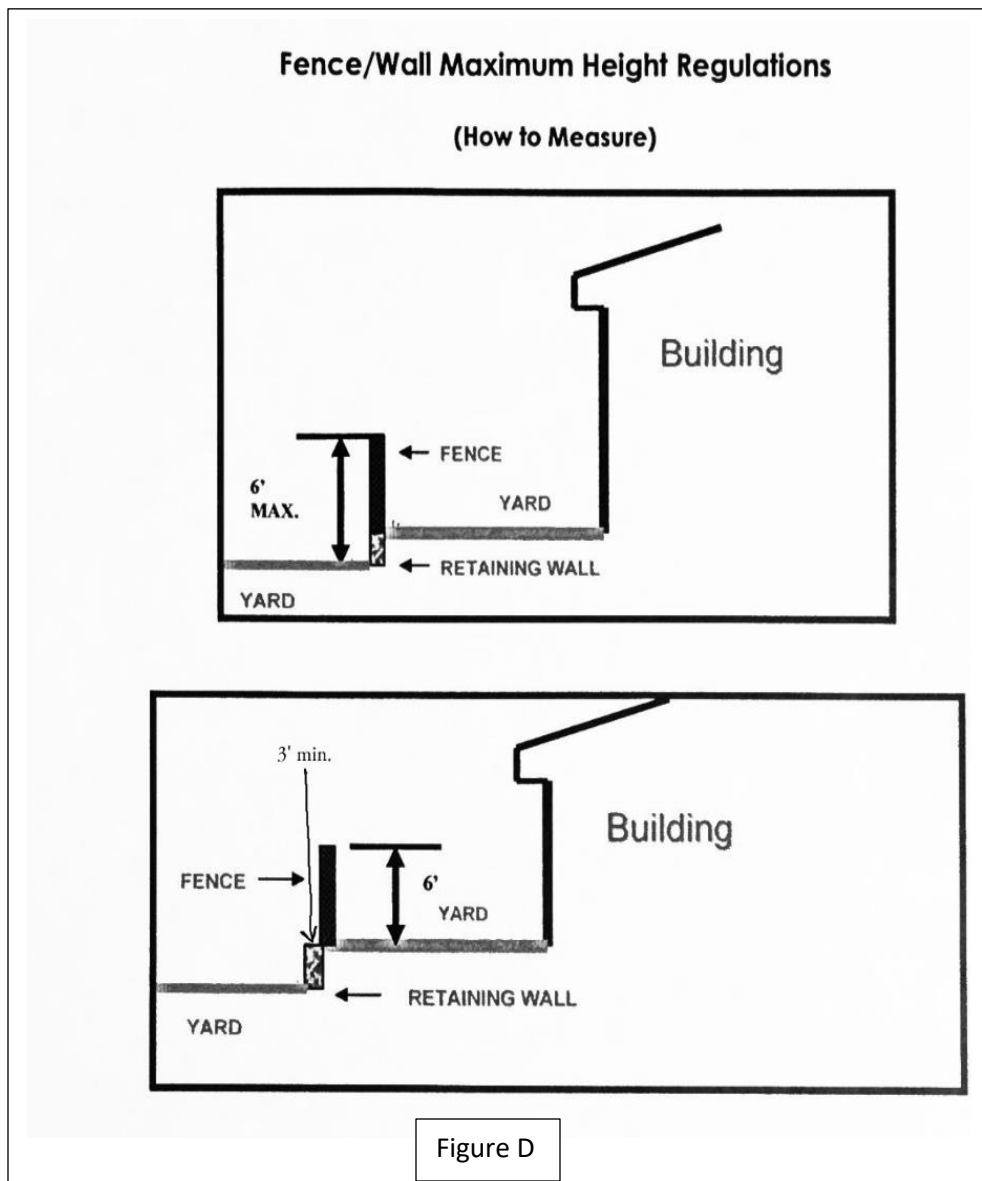 Fence/Wall Maximum Height Regulations
(How to Measure)
Building
6'
MAX.
FENCE
YARD
RETAINING WALL
YARD
3' min.
Building
FENCE
6'
YARD
RETAINING WALL
YARD
Figure D